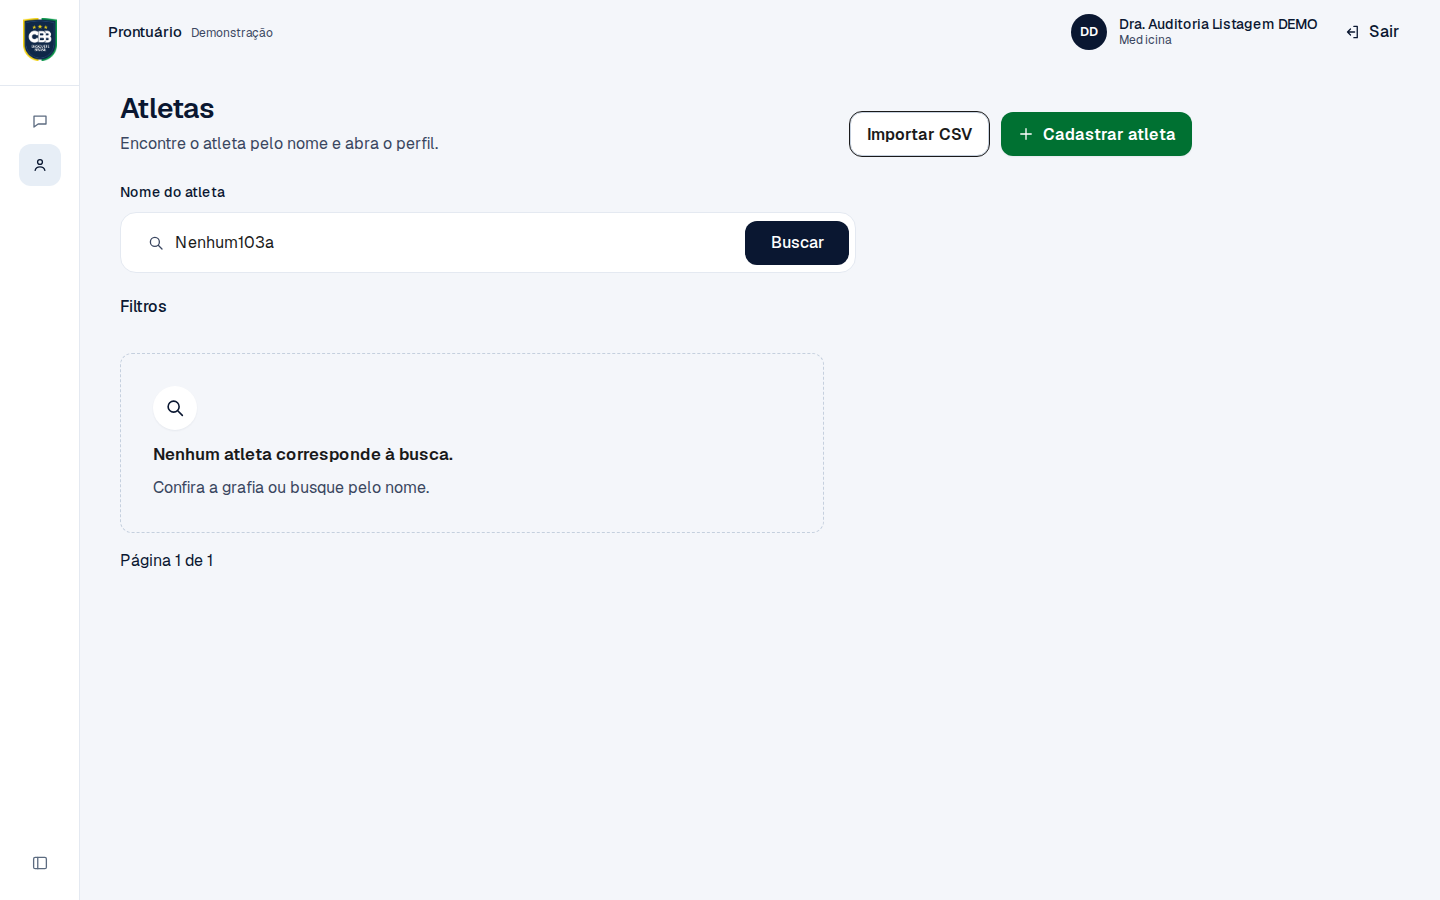 CBB
Prontuário Demonstração
DD
Dra. Auditoria Listagem DEMO
Medicina
Sair
Atletas
Encontre o atleta pelo nome e abra o perfil.
Importar CSV
Cadastrar atleta
Nome do atleta
Nenhum103a
Buscar
Filtros
Nenhum atleta corresponde à busca.
Confira a grafia ou busque pelo nome.
Página 1 de 1